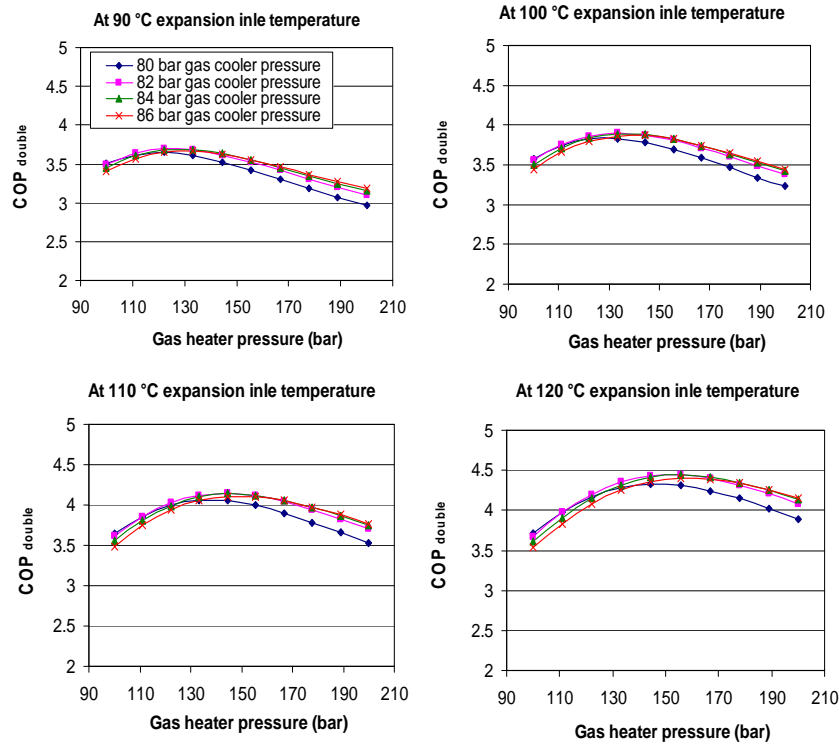 At 90 °C expansion inle temperature
5
4.5
4
3.5
3
2.5
2
COP double
80 bar gas cooler pressure
82 bar gas cooler pressure
84 bar gas cooler pressure
86 bar gas cooler pressure
90 110 130 150 170 190 210
Gas heater pressure (bar)
At 100 °C expansion inle temperature
5
4.5
4
3.5
3
2.5
2
COP double
90 110 130 150 170 190 210
Gas heater pressure (bar)
At 110 °C expansion inle temperature
5
4.5
4
3.5
3
2.5
2
COP double
90 110 130 150 170 190 210
Gas heater pressure (bar)
At 120 °C expansion inle temperature
5
4.5
4
3.5
3
2.5
2
COP double
90 110 130 150 170 190 210
Gas heater pressure (bar)